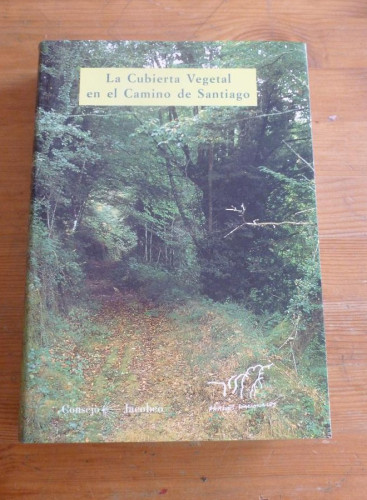 La Cubierta Vegetal
en el Camino de Santiago
Consejo
Jacobeo